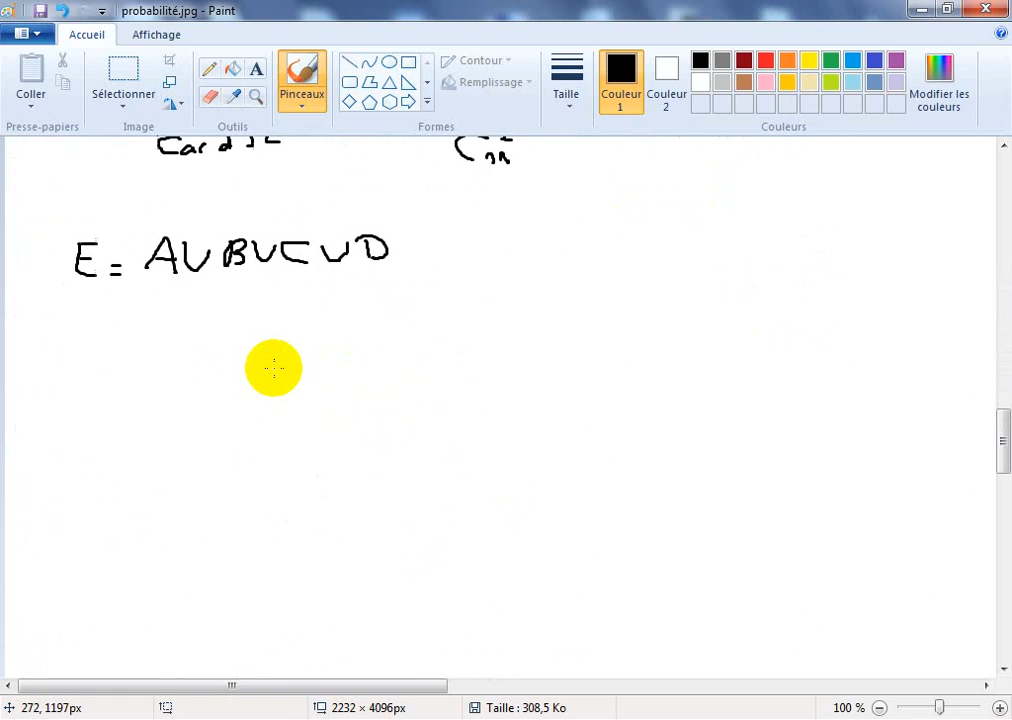 probabilité.jpg - Paint
Accueil Affichage
Coller
Sélectionner
Pinceaux
Contour
Remplissage
Taille
Couleur 1
Couleur 2
Modifier les couleurs
Presse-papiers Image Outils Formes Couleurs
E = A U B U C U D
272, 1197px 2232 × 4096px Taille : 308,5 Ko 100 %